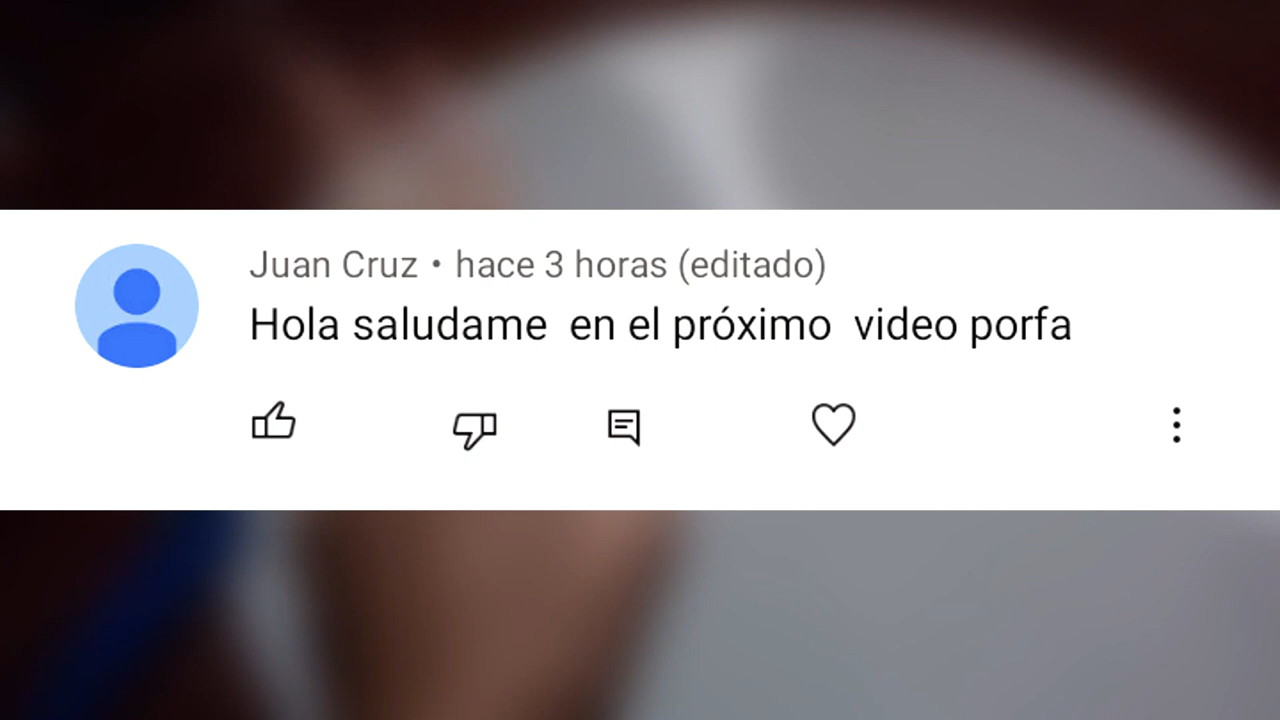 Juan Cruz • hace 3 horas (editado)
Hola saludame  en el próximo  video porfa